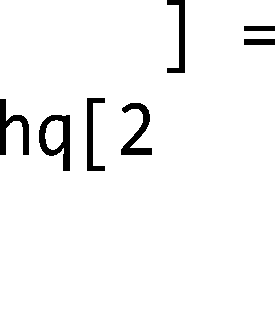 ] =
hq[2